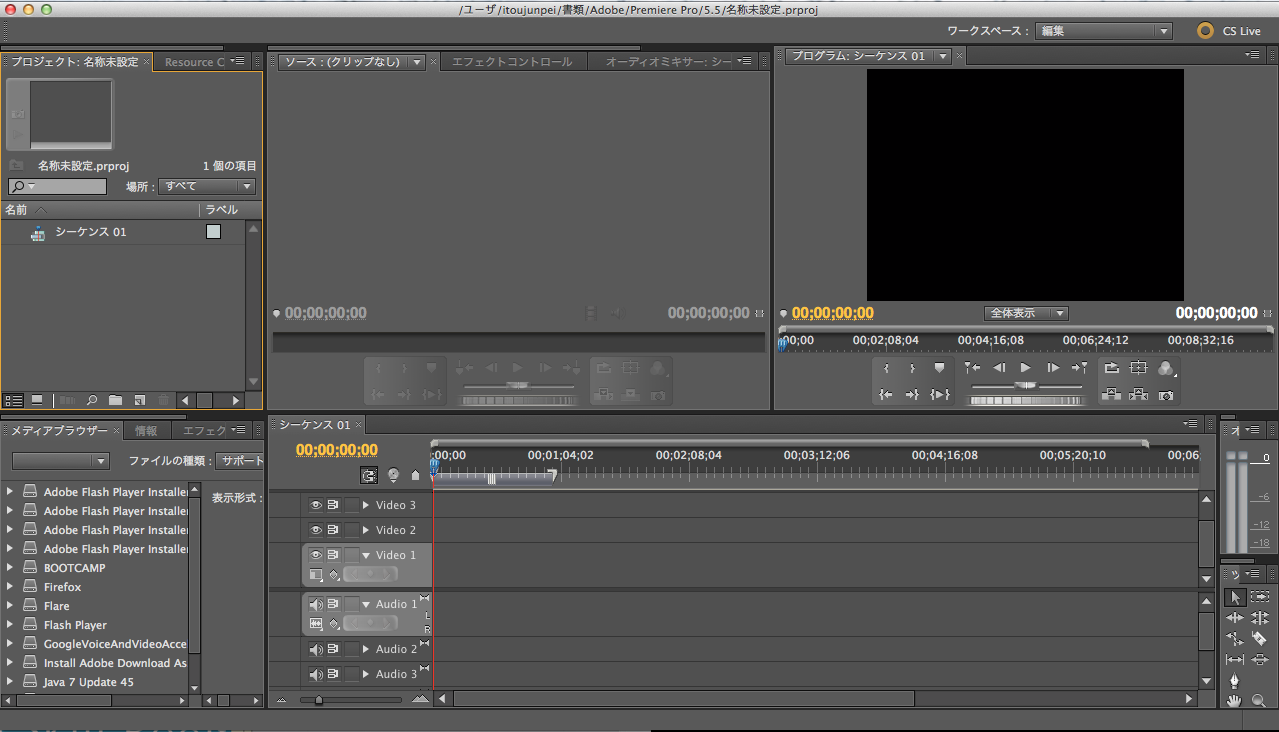 /ユーザ/itoujunpei/書類/Adobe/Premiere Pro/5.5/名称未設定.prproj
ワークスペース : 編集 CS Live
プロジェクト: 名称未設定 × Resource C
ソース : (クリップなし) × エフェクトコントロール オーディオミキサー: シー
プログラム: シーケンス 01 ×
名称未設定.prproj 1 個の項目
場所 : すべて
名前 ラベル
シーケンス 01
00;00;00;00 00;00;00;00
00;00;00;00 全体表示 00;00;00;00
00;00 00;02;08;04 00;04;16;08 00;06;24;12 00;08;32;16
メディアブラウザー × 情報 エフェク
ファイルの種類 : サポート
表示形式 :
Adobe Flash Player Installe
Adobe Flash Player Installe
Adobe Flash Player Installe
Adobe Flash Player Installe
BOOTCAMP
Firefox
Flare
Flash Player
GoogleVoiceAndVideoAcce
Install Adobe Download As
Java 7 Update 45
シーケンス 01 ×
00;00;00;00
;00;00 00;01;04;02 00;02;08;04 00;03;12;06 00;04;16;08 00;05;20;10 00;06;
Video 3
Video 2
Video 1
Audio 1
L
R
Audio 2
Audio 3
オ
0
-6
-12
-18
ツ